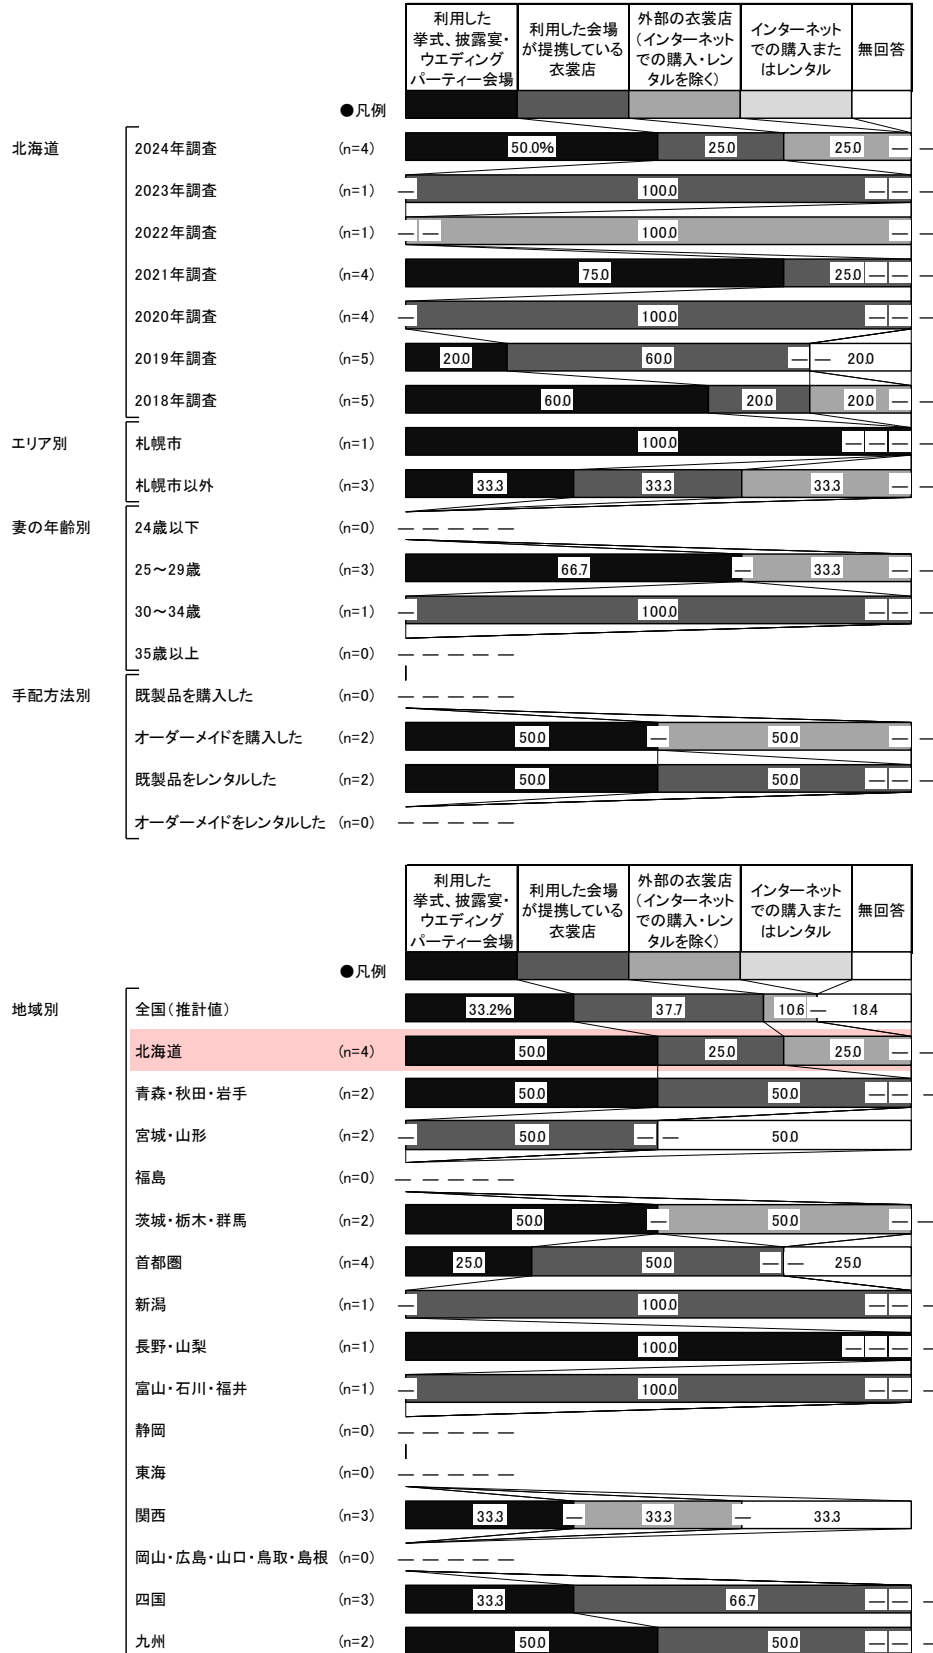 利用した
挙式、披露宴・
ウエディング
パーティー会場
利用した会場
が提携している
衣裳店
外部の衣裳店
（インターネット
での購入・レン
タルを除く）
インターネット
での購入また
はレンタル
無回答
●凡例
北海道 2024年調査 (n=4) 50.0% 25.0 25.0 — —
2023年調査 (n=1) — 100.0 — — —
2022年調査 (n=1) — — 100.0 — —
2021年調査 (n=4) 75.0 25.0 — — —
2020年調査 (n=4) — 100.0 — — —
2019年調査 (n=5) 20.0 60.0 — — 20.0
2018年調査 (n=5) 60.0 20.0 20.0 — —
エリア別 札幌市 (n=1) 100.0 — — — —
札幌市以外 (n=3) 33.3 33.3 33.3 — —
妻の年齢別 24歳以下 (n=0) — — — — —
25～29歳 (n=3) 66.7 — 33.3 — —
30～34歳 (n=1) — 100.0 — — —
35歳以上 (n=0) — — — — —
手配方法別 既製品を購入した (n=0) — — — — —
オーダーメイドを購入した (n=2) 50.0 — 50.0 — —
既製品をレンタルした (n=2) 50.0 50.0 — — —
オーダーメイドをレンタルした (n=0) — — — — —
利用した
挙式、披露宴・
ウエディング
パーティー会場
利用した会場
が提携している
衣裳店
外部の衣裳店
（インターネット
での購入・レン
タルを除く）
インターネット
での購入また
はレンタル
無回答
●凡例
地域別 全国（推計値） 33.2% 37.7 10.6 — 18.4
北海道 (n=4) 50.0 25.0 25.0 — —
青森・秋田・岩手 (n=2) 50.0 50.0 — — —
宮城・山形 (n=2) — 50.0 — — 50.0
福島 (n=0) — — — — —
茨城・栃木・群馬 (n=2) 50.0 — 50.0 — —
首都圏 (n=4) 25.0 50.0 — — 25.0
新潟 (n=1) — 100.0 — — —
長野・山梨 (n=1) 100.0 — — — —
富山・石川・福井 (n=1) — 100.0 — — —
静岡 (n=0) — — — — —
東海 (n=0) — — — — —
関西 (n=3) 33.3 — 33.3 — 33.3
岡山・広島・山口・鳥取・島根 (n=0) — — — — —
四国 (n=3) 33.3 66.7 — — —
九州 (n=2) 50.0 50.0 — — —